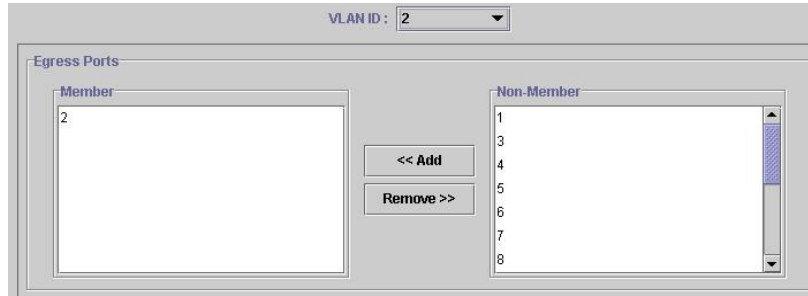 VLAN ID : 2
Egress Ports
Member
2
<< Add
Remove >>
Non-Member
1
3
4
5
6
7
8